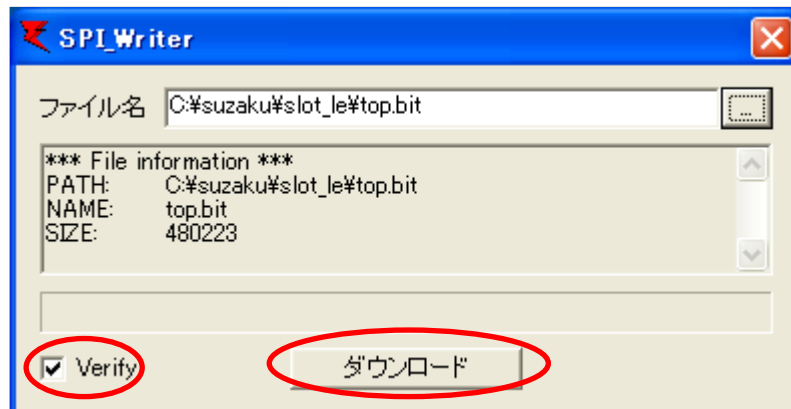 SPI_Writer
ファイル名 C:¥suzaku¥slot_le¥top.bit ...
*** File information ***
PATH: C:¥suzaku¥slot_le¥top.bit
NAME: top.bit
SIZE: 480223
Verify ダウンロード